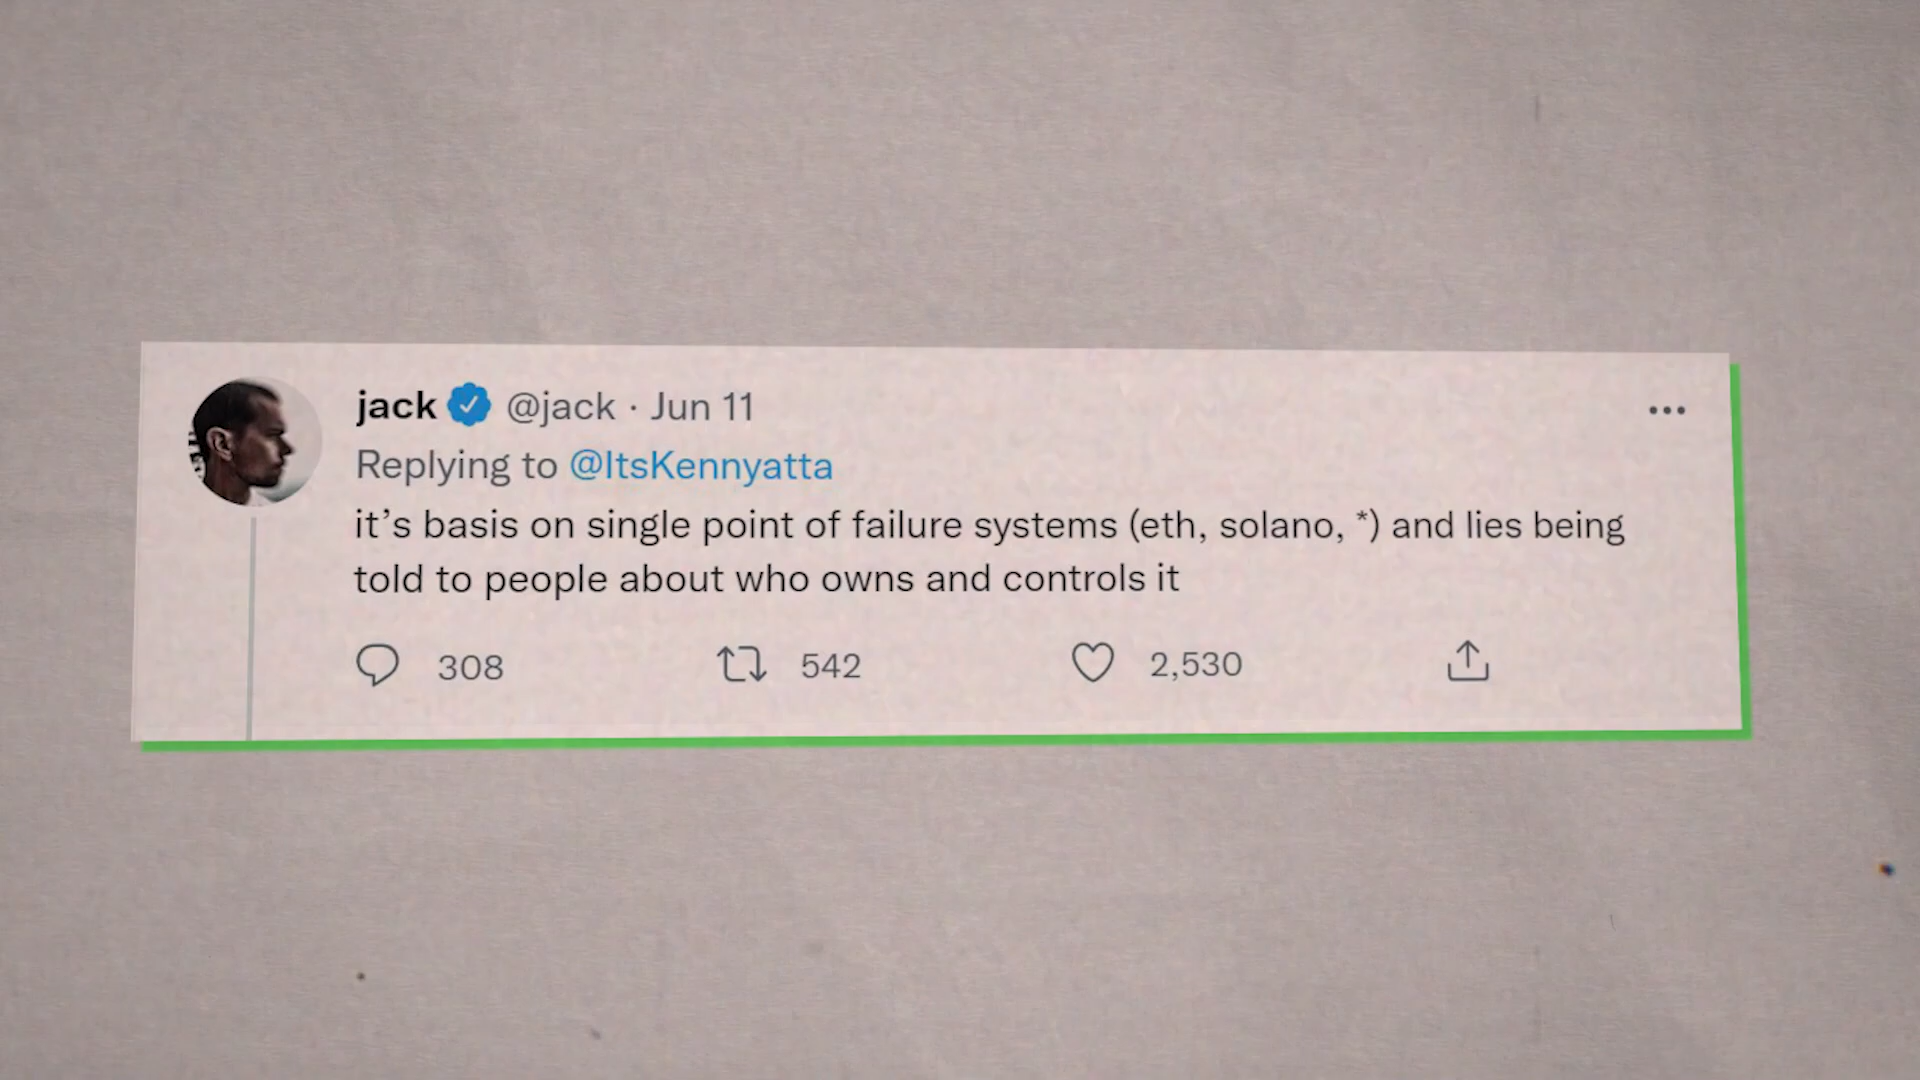 jack @jack · Jun 11
Replying to @ItsKennyatta
it’s basis on single point of failure systems (eth, solano, *) and lies being
told to people about who owns and controls it
308 542 2,530